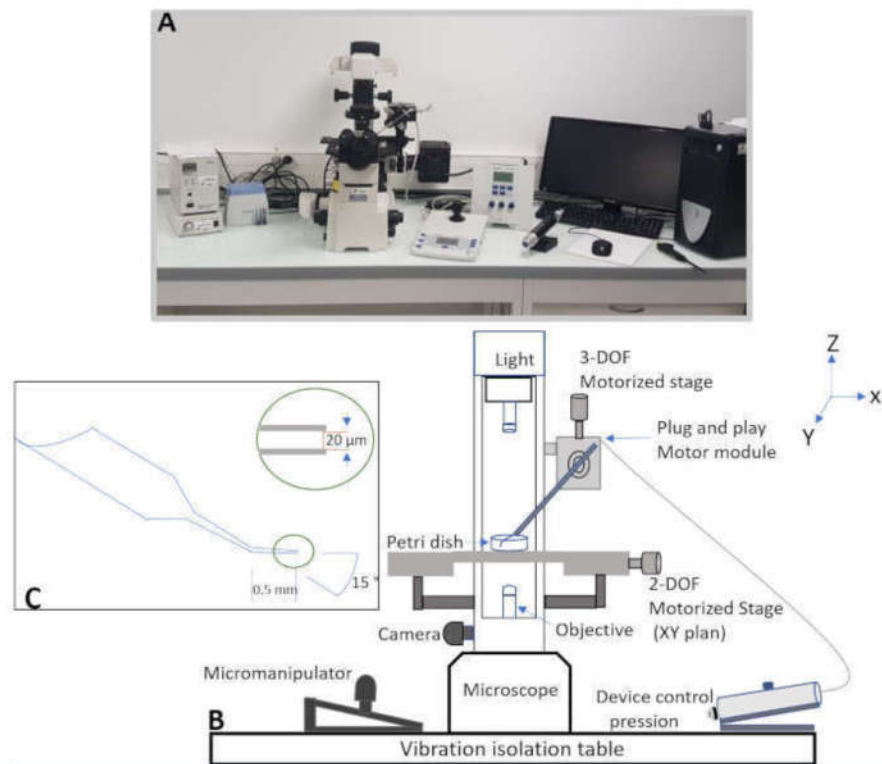 A
Light
3-DOF
Motorized stage
Z
x
Y
Plug and play
Motor module
20 µm
Petri dish
0,5 mm
15 °
C
2-DOF
Motorized Stage
(XY plan)
Camera
Objective
Micromanipulator
Microscope
Device control
pression
B
Vibration isolation table